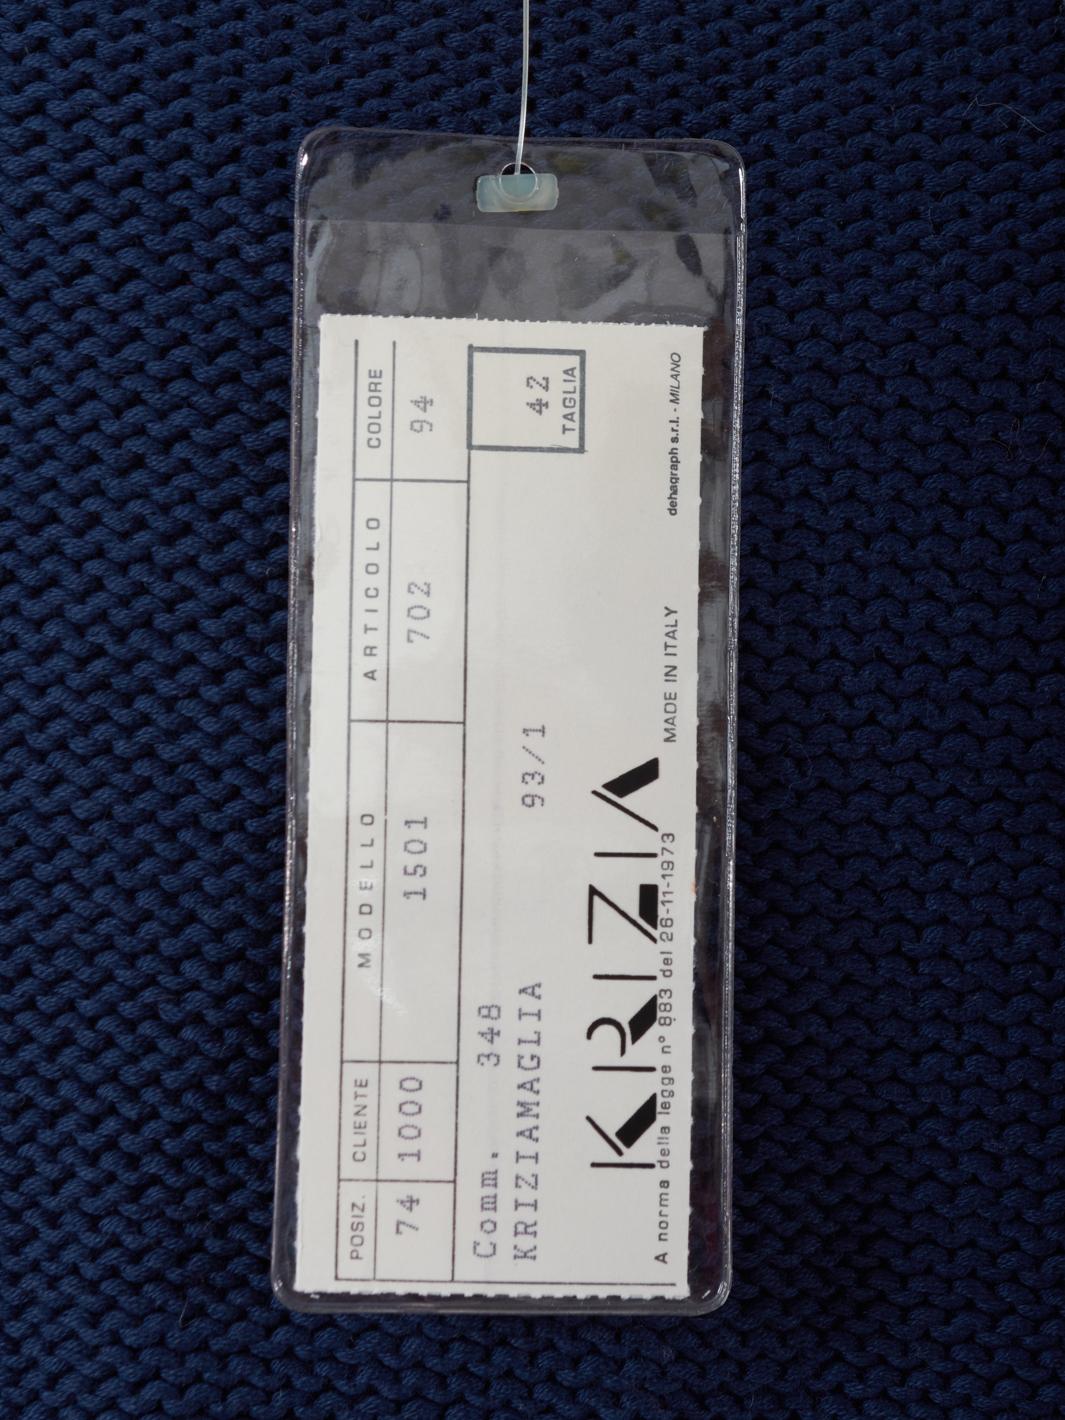 POSIZ. CLIENTE MODELLO ARTICOLO COLORE
74 1000 1501 702 94
Comm. 348
KRIZIAMAGLIA 93/1
42
TAGLIA
KRIZIA
A norma della legge n° 883 del 26-11-1973 MADE IN ITALY dehagraph s.r.l. - MILANO